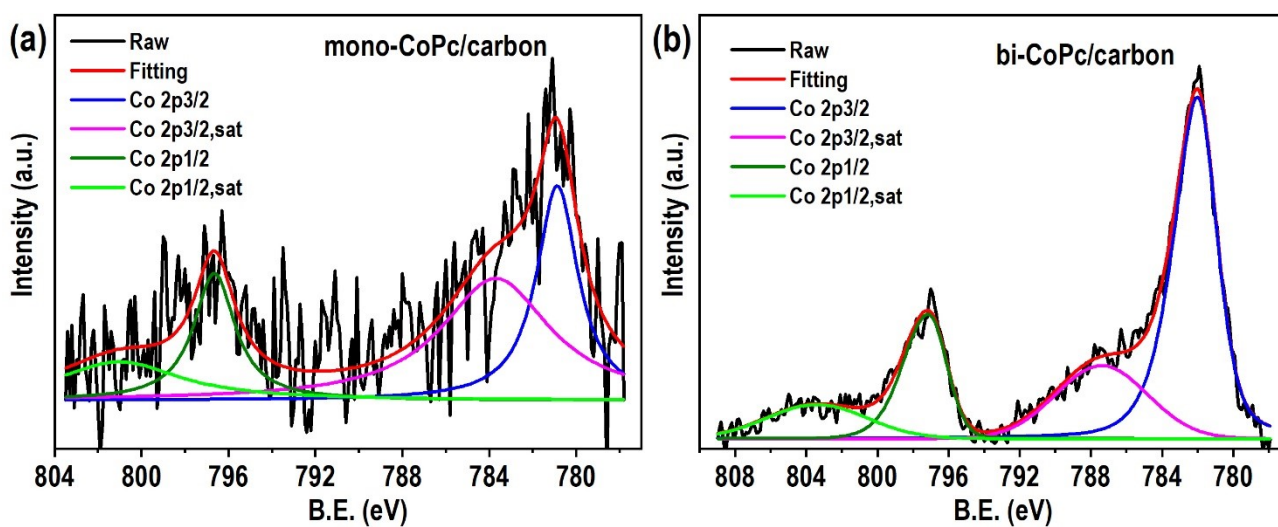 (a)
mono-CoPc/carbon
Raw
Fitting
Co 2p3/2
Co 2p3/2,sat
Co 2p1/2
Co 2p1/2,sat
Intensity (a.u.)
804 800 796 792 788 784 780
B.E. (eV)
(b)
bi-CoPc/carbon
Raw
Fitting
Co 2p3/2
Co 2p3/2,sat
Co 2p1/2
Co 2p1/2,sat
Intensity (a.u.)
808 804 800 796 792 788 784 780
B.E. (eV)